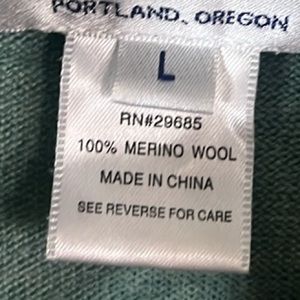 PORTLAND, OREGON
L
RN#29685
100% MERINO WOOL
MADE IN CHINA
SEE REVERSE FOR CARE